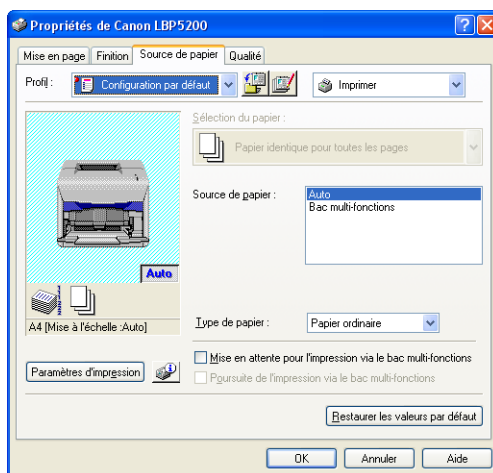 Propriétés de Canon LBP5200
Mise en page Finition Source de papier Qualité
Profil : Configuration par défaut Imprimer
Sélection du papier :
Papier identique pour toutes les pages
Source de papier : Auto
Bac multi-fonctions
Auto
A4 [Mise à l'échelle :Auto]
Type de papier : Papier ordinaire
Mise en attente pour l'impression via le bac multi-fonctions
Paramètres d'impression
Poursuite de l'impression via le bac multi-fonctions
Restaurer les valeurs par défaut
OK Annuler Aide